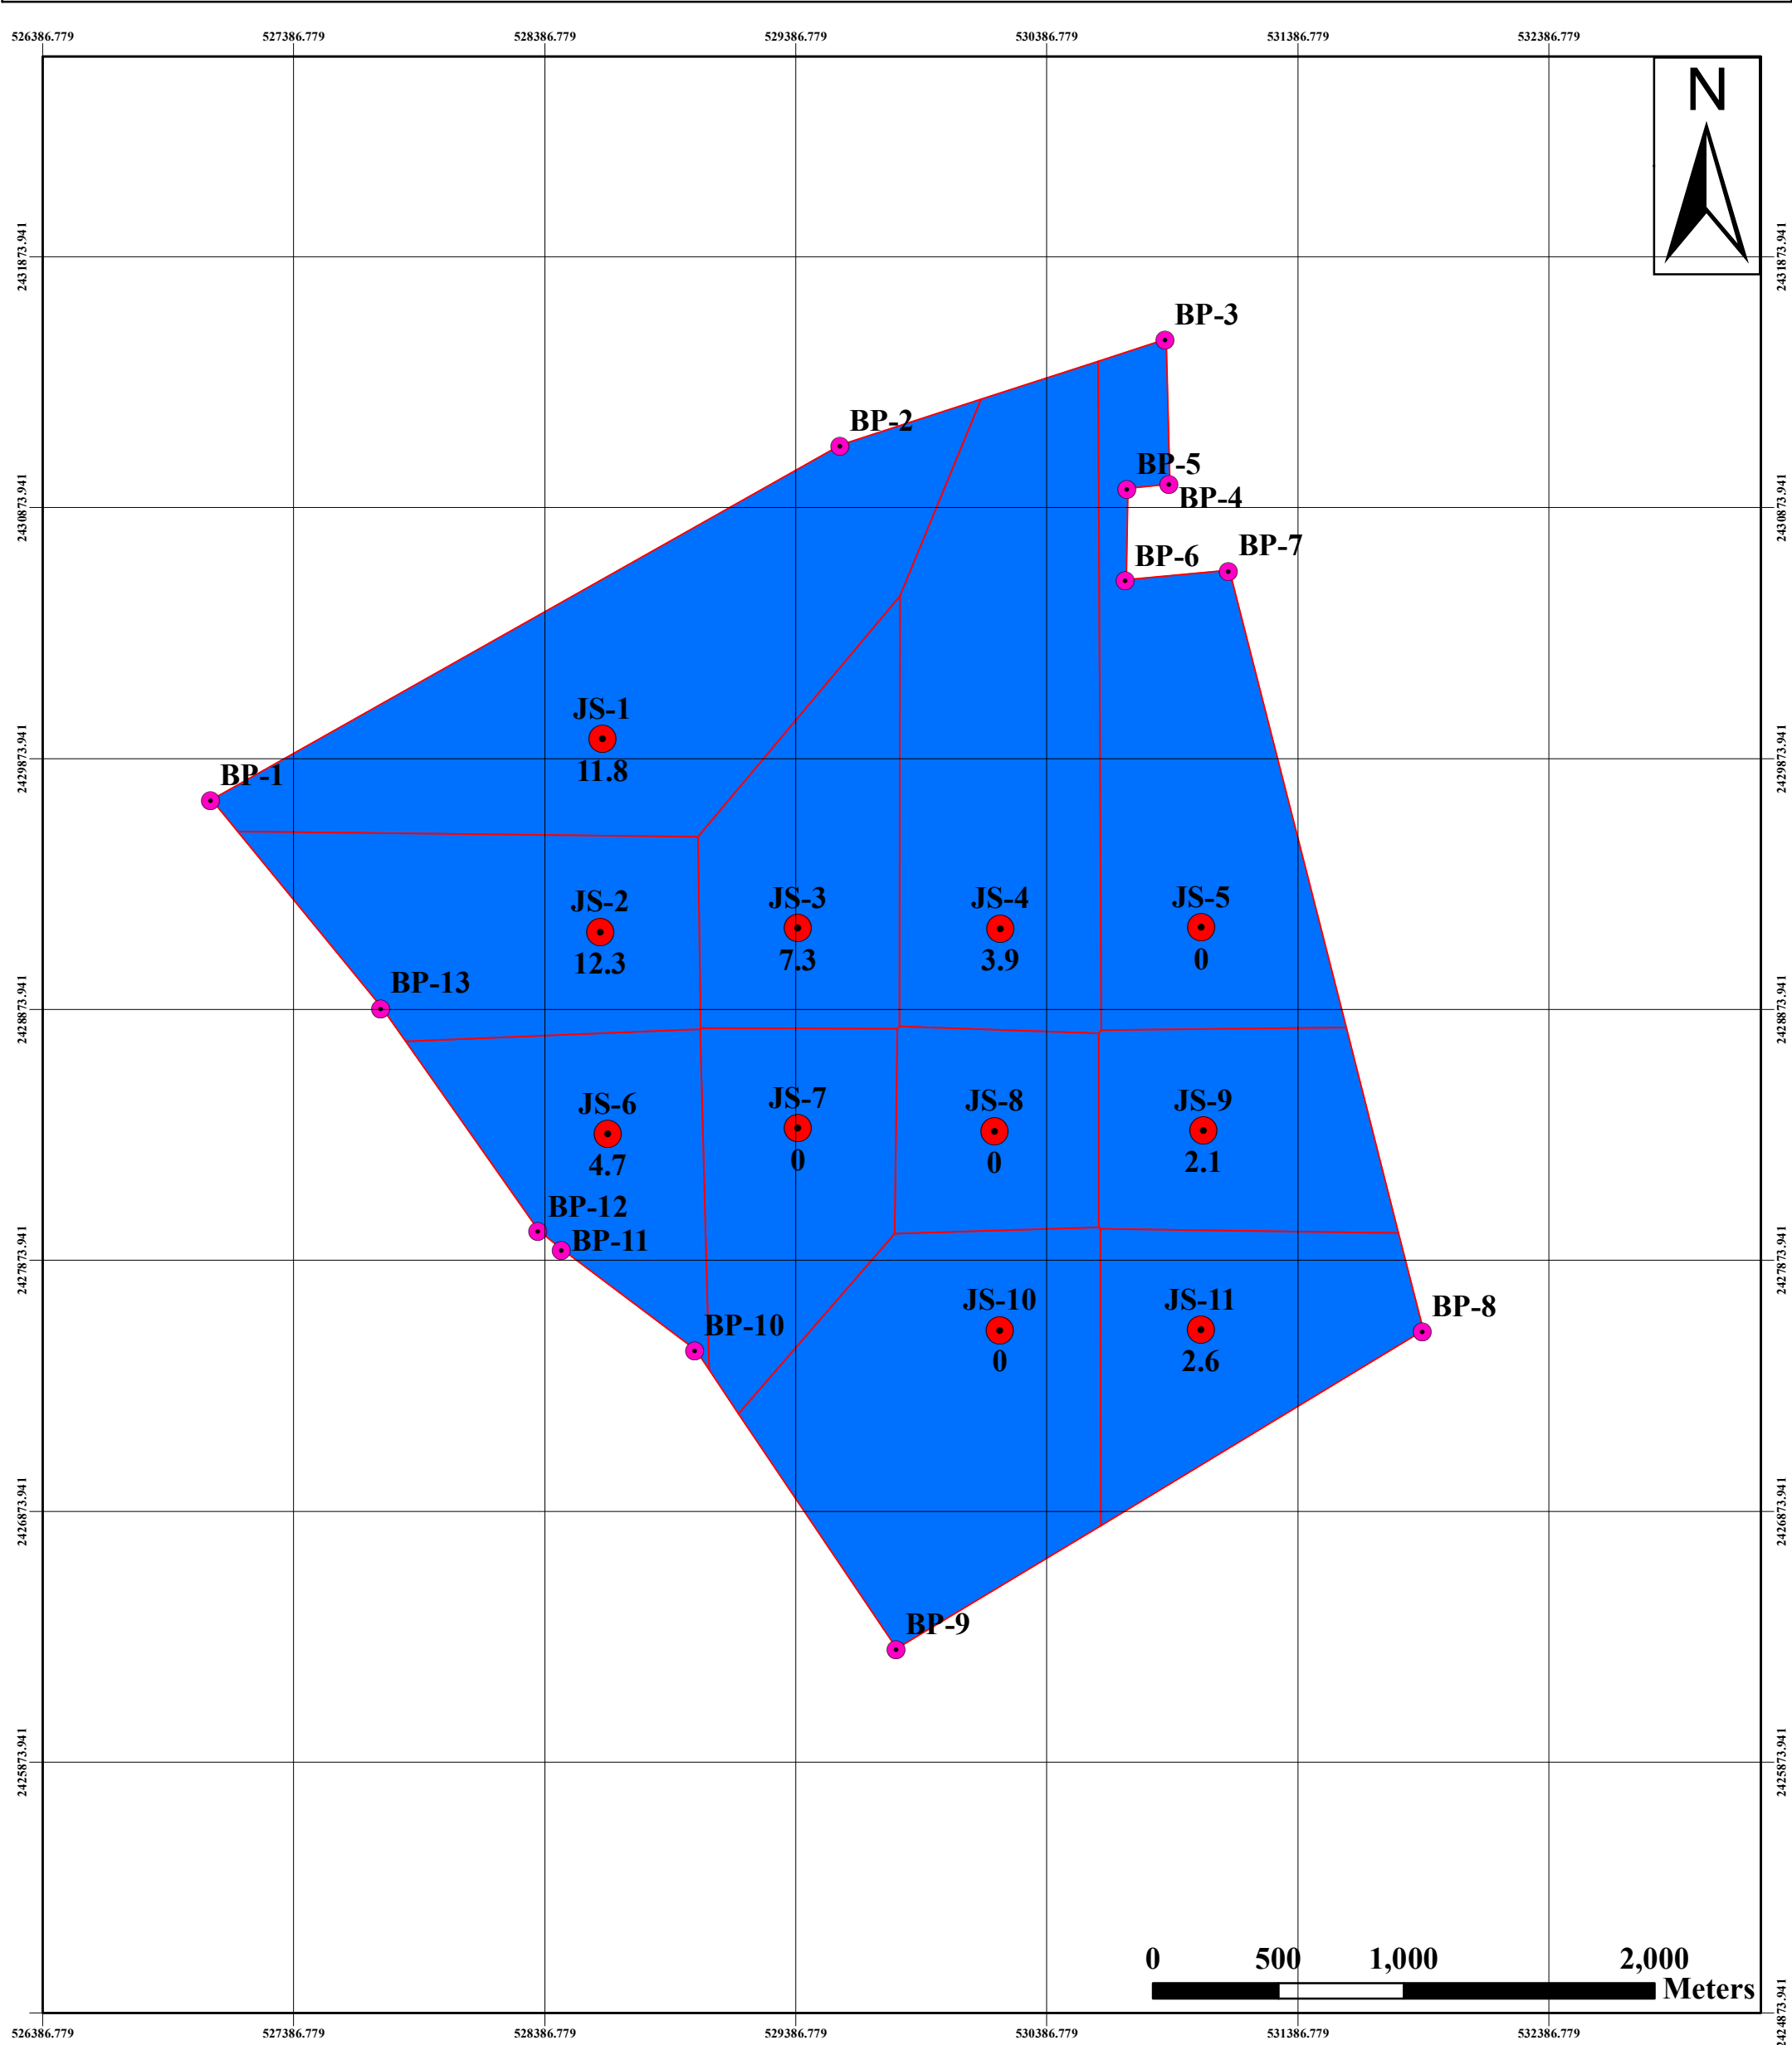 526386.779 527386.779 528386.779 529386.779 530386.779 531386.779 532386.779
N
2431873.941 2431873.941
BP-3
BP-2
BP-5
BP-4
2430873.941 2430873.941
BP-6 BP-7
JS-1
11.8
2429873.941 2429873.941
BP-1
JS-2 JS-3 JS-4 JS-5
12.3 7.3 3.9 0
BP-13
2428873.941 2428873.941
JS-6 JS-7 JS-8 JS-9
4.7 0 0 2.1
BP-12
BP-11
2427873.941 2427873.941
JS-10 JS-11
0 2.6
BP-8
BP-10
2426873.941 2426873.941
BP-9
2425873.941 2425873.941
0 500 1,000 2,000
Meters
2424873.941
526386.779 527386.779 528386.779 529386.779 530386.779 531386.779 532386.779